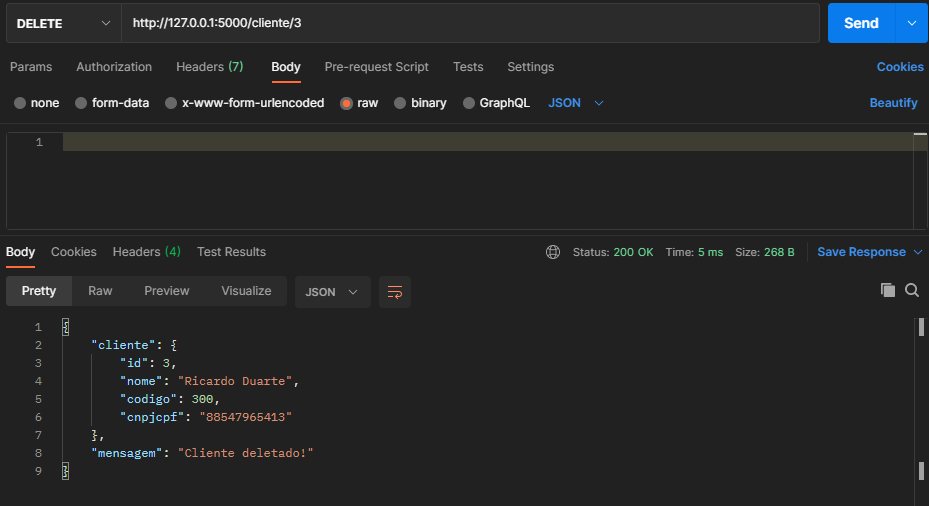 DELETE http://127.0.0.1:5000/cliente/3 Send
Params Authorization Headers (7) Body Pre-request Script Tests Settings Cookies
none form-data x-www-form-urlencoded raw binary GraphQL JSON Beautify
1
Body Cookies Headers (4) Test Results Status: 200 OK Time: 5 ms Size: 268 B Save Response
Pretty Raw Preview Visualize JSON
1 {
2 "cliente": {
3 "id": 3,
4 "nome": "Ricardo Duarte",
5 "codigo": 300,
6 "cnpjcpf": "88547965413"
7 },
8 "mensagem": "Cliente deletado!"
9 }